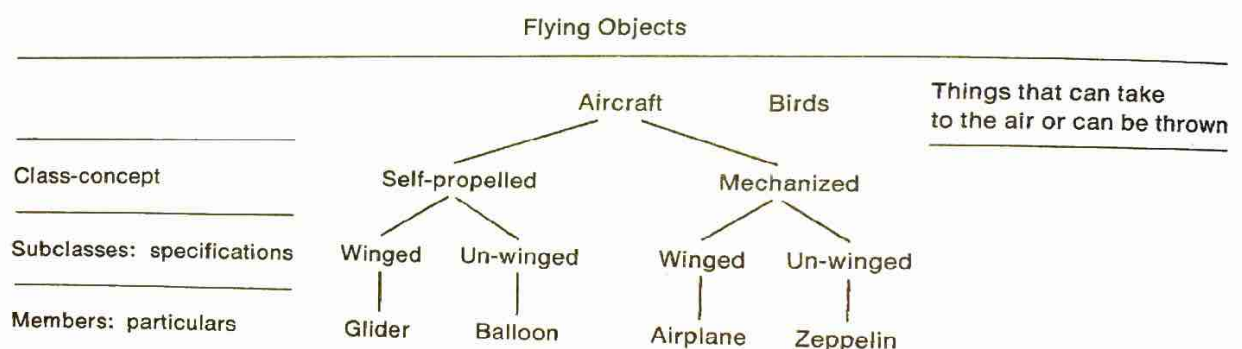 Flying Objects
Aircraft Birds Things that can take
to the air or can be thrown
Class-concept Self-propelled Mechanized
Subclasses: specifications Winged Un-winged Winged Un-winged
Members: particulars Glider Balloon Airplane Zeppelin